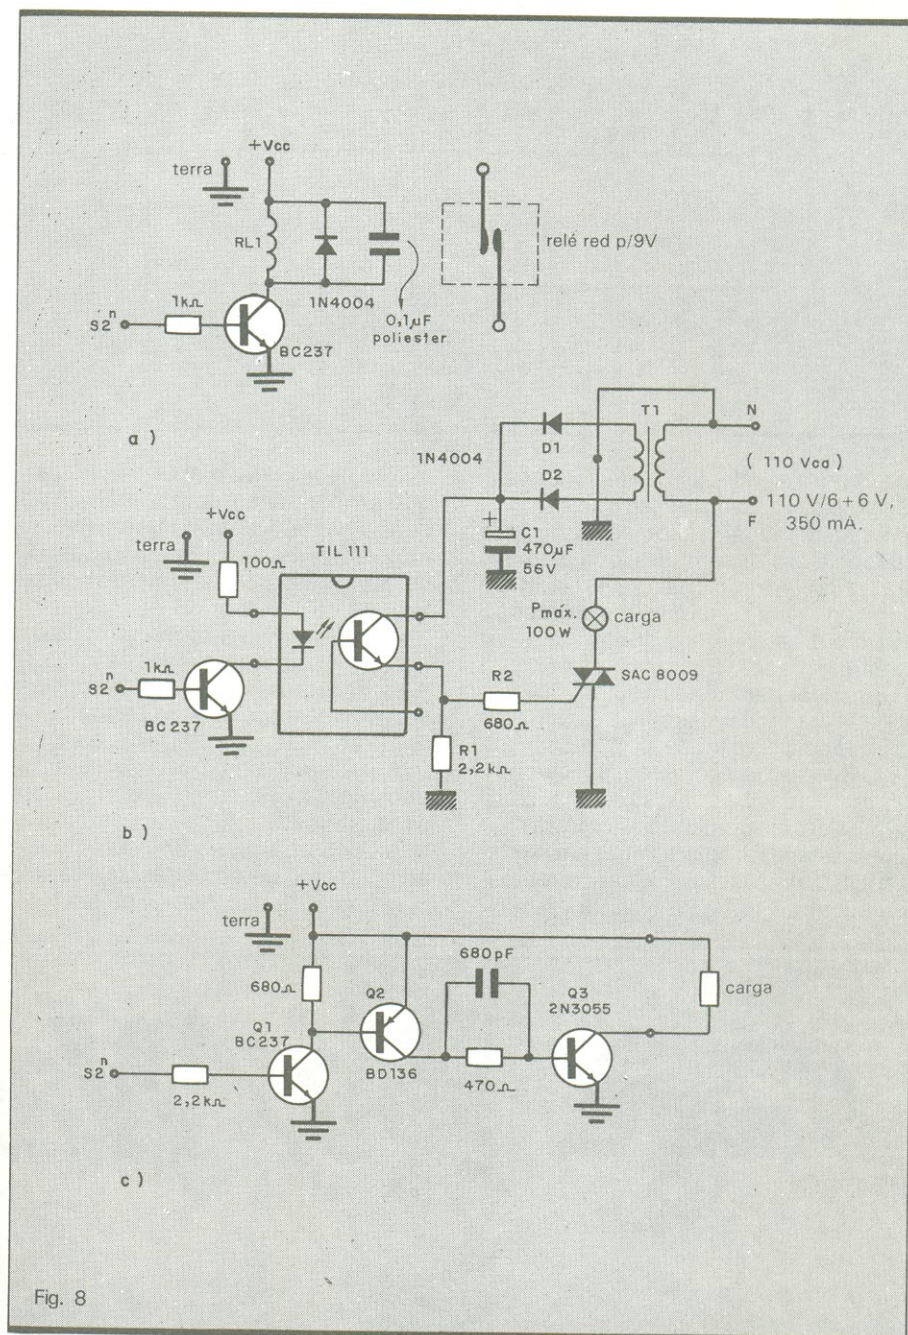 +Vcc
terra
RL1
1N4004
0,1µF
poliester
relé red p/9V
1kΩ
S2ⁿ
BC237
a )
T1
N
D1
1N4004
( 110 Vca )
D2
110 V/6 + 6 V,
350 mA.
F
+
C1
470µF
56V
+Vcc
terra
100Ω
TIL 111
Pmáx.
100W
carga
SAC 8009
1kΩ
S2ⁿ
BC237
R2
680Ω
R1
2,2kΩ
b )
+Vcc
terra
680pF
680Ω
Q2
Q3
2N3055
carga
Q1
BC237
S2ⁿ
BD136
470Ω
2,2kΩ
c )
Fig. 8